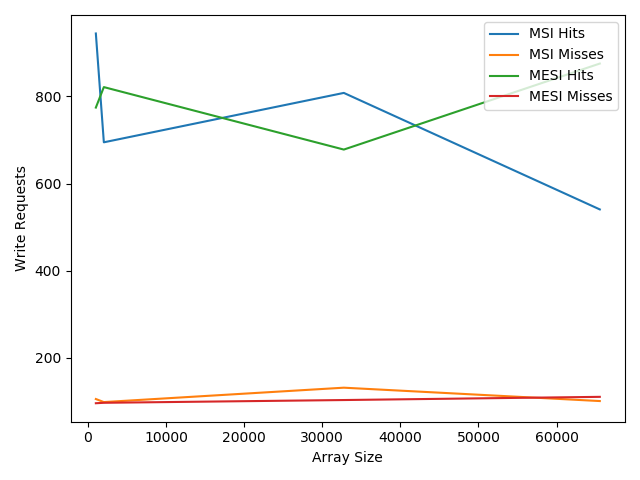 MSI Hits
MSI Misses
MESI Hits
MESI Misses
800
600
400
200
Write Requests
0 10000 20000 30000 40000 50000 60000
Array Size